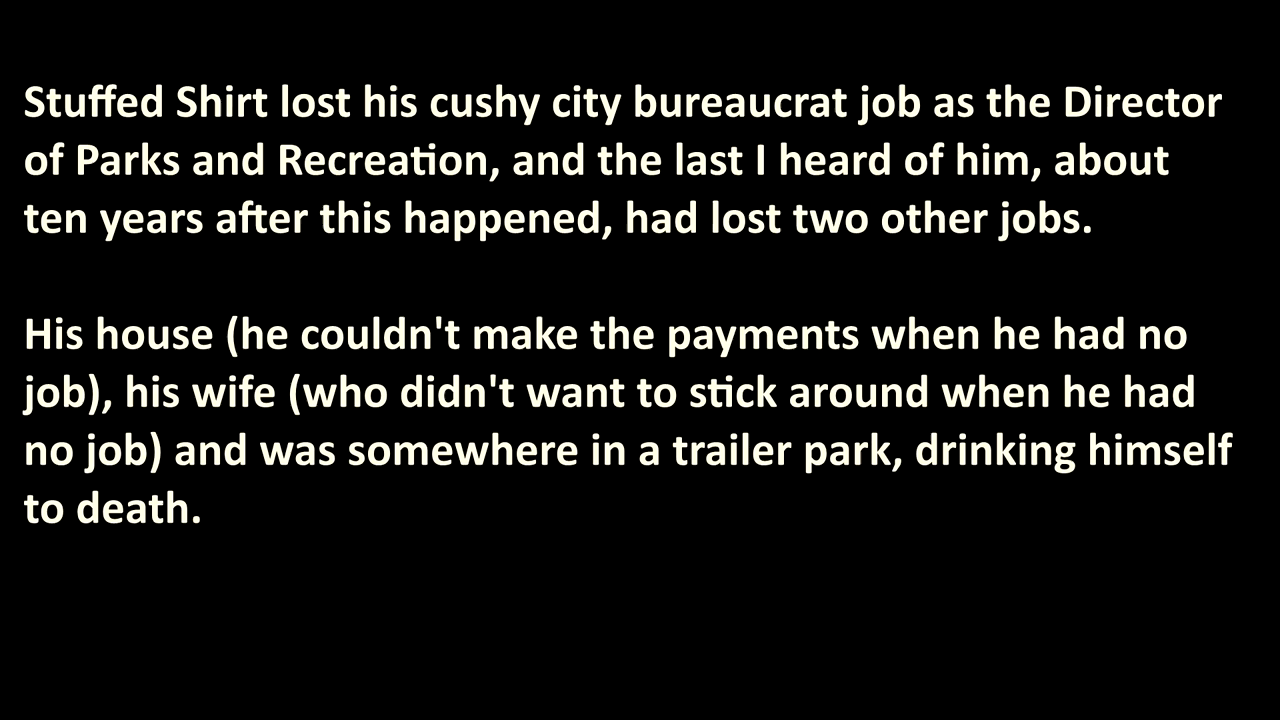 Stuffed Shirt lost his cushy city bureaucrat job as the Director
of Parks and Recreation, and the last I heard of him, about
ten years after this happened, had lost two other jobs.
His house (he couldn't make the payments when he had no
job), his wife (who didn't want to stick around when he had
no job) and was somewhere in a trailer park, drinking himself
to death.